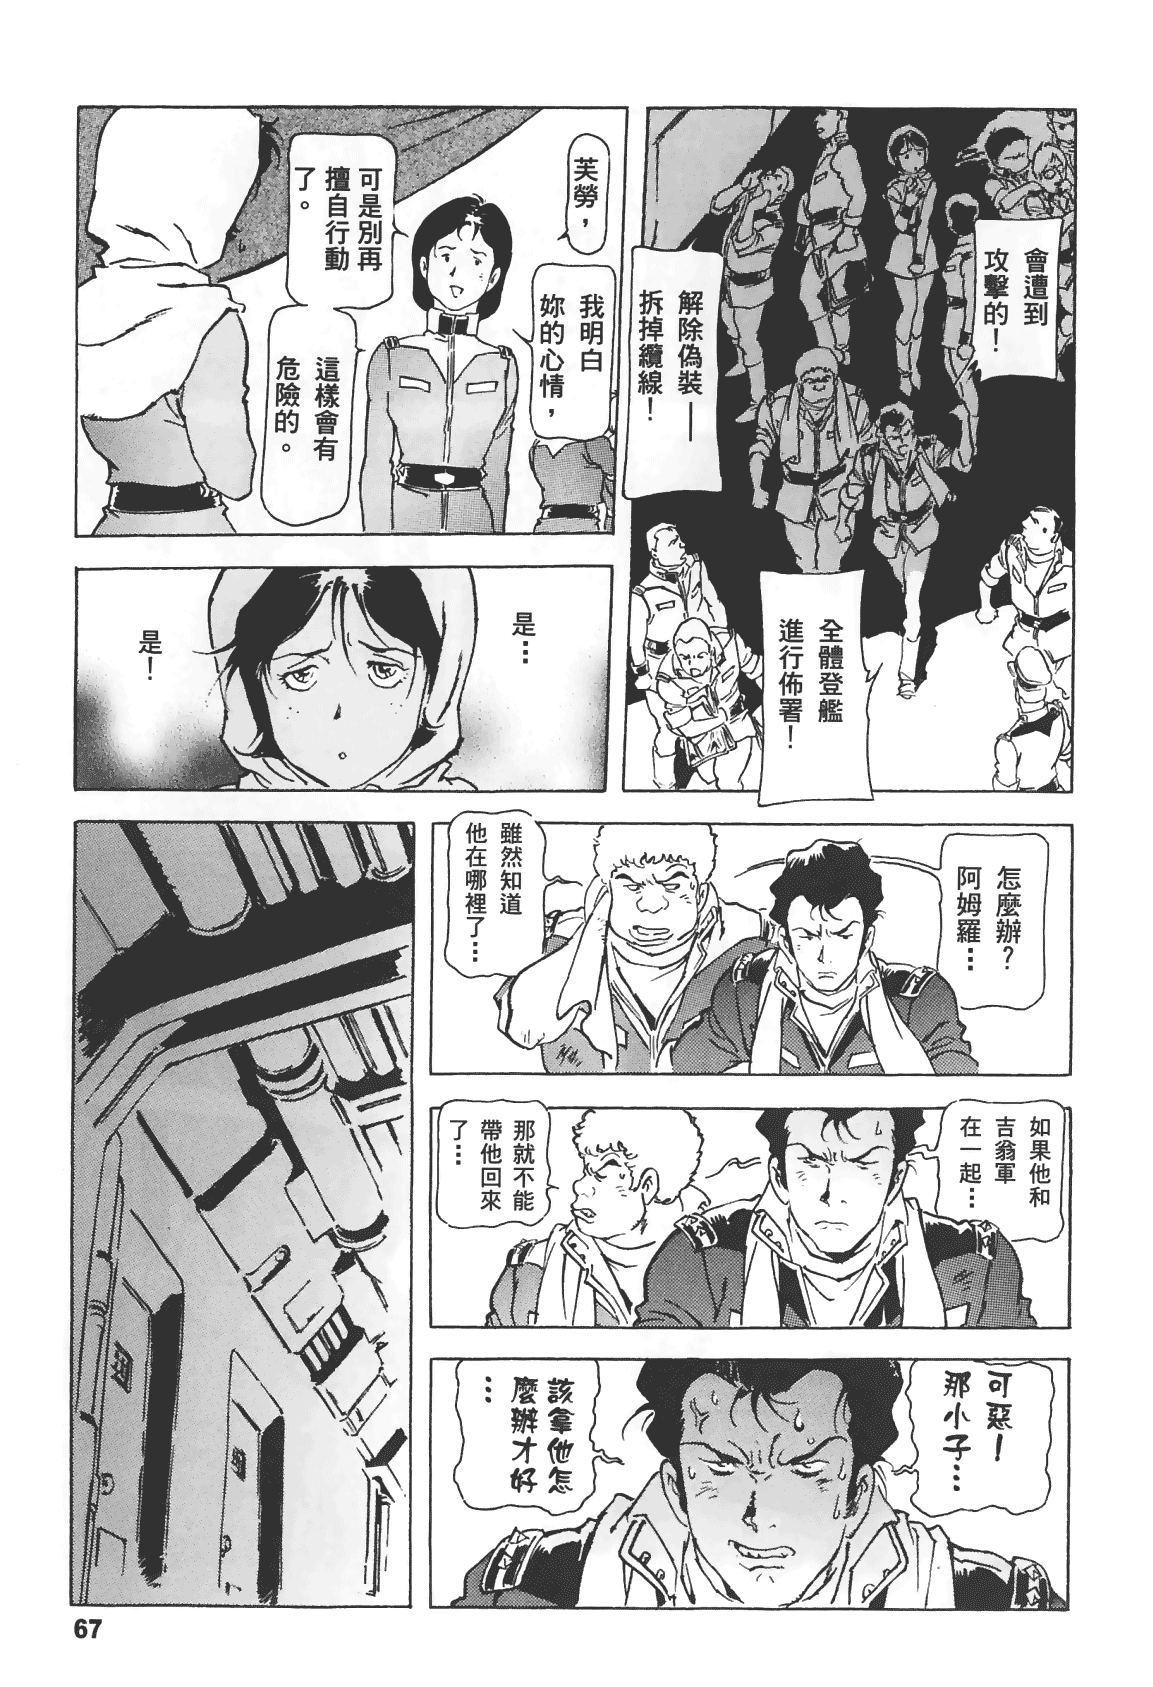 會遭到
攻擊的！
解除偽裝——
拆掉纜線！
全體登艦
進行佈署！
芙勞，
我明白
妳的心情，
可是別再
擅自行動
了。
這樣會有
危險的。
是…
是！
怎麼辦？
阿姆羅…
雖然知道
他在哪裡了…
如果他和
吉翁軍
在一起…
那就不能
帶他回來
了…
可惡！
那小子…
該拿他怎
麼辦才好
…
67